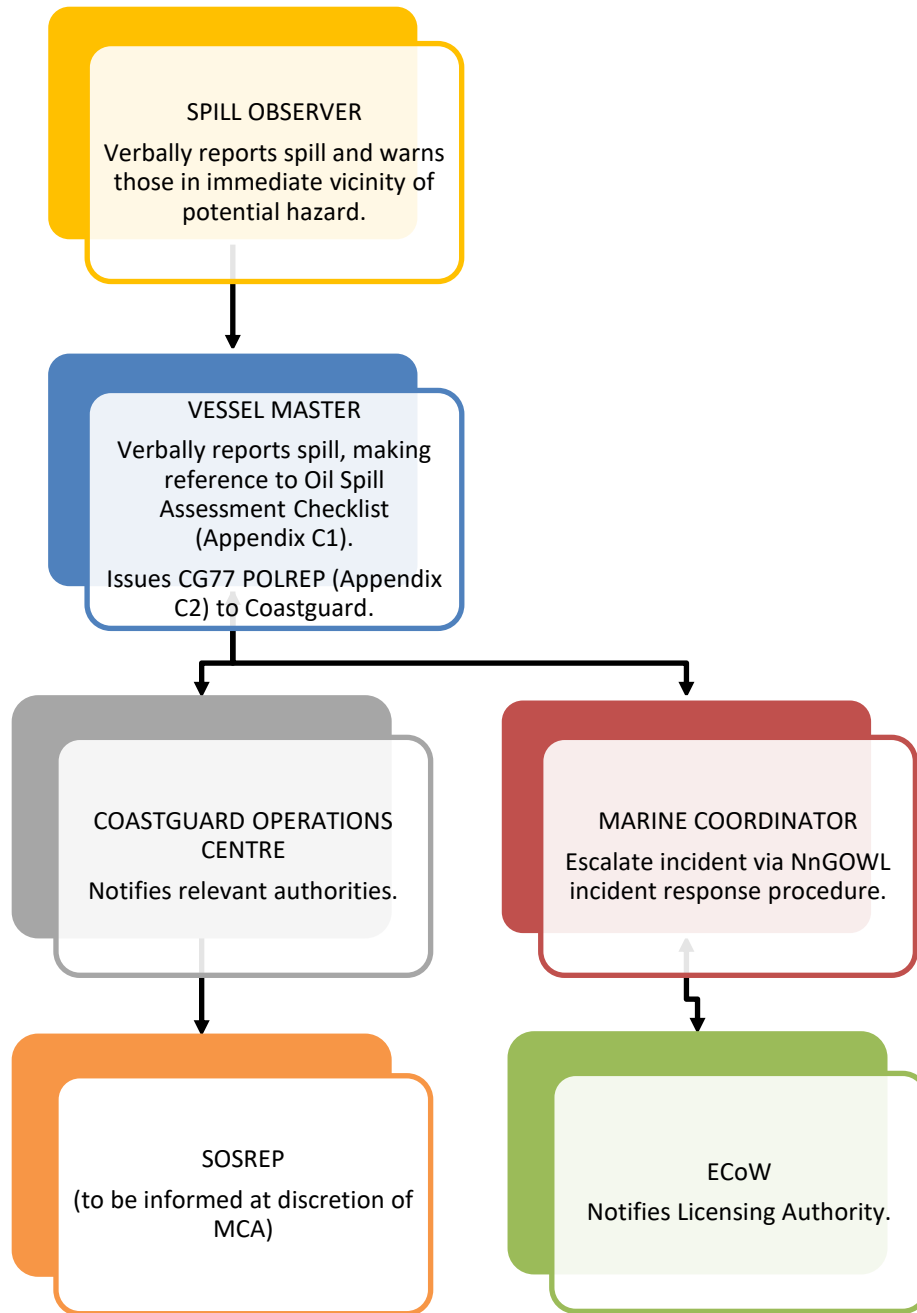 SPILL OBSERVER
Verbally reports spill and warns
those in immediate vicinity of
potential hazard.
VESSEL MASTER
Verbally reports spill, making
reference to Oil Spill
Assessment Checklist
(Appendix C1).
Issues CG77 POLREP (Appendix
C2) to Coastguard.
COASTGUARD OPERATIONS
CENTRE
Notifies relevant authorities.
MARINE COORDINATOR
Escalate incident via NnGOWL
incident response procedure.
SOSREP
(to be informed at discretion of
MCA)
ECoW
Notifies Licensing Authority.